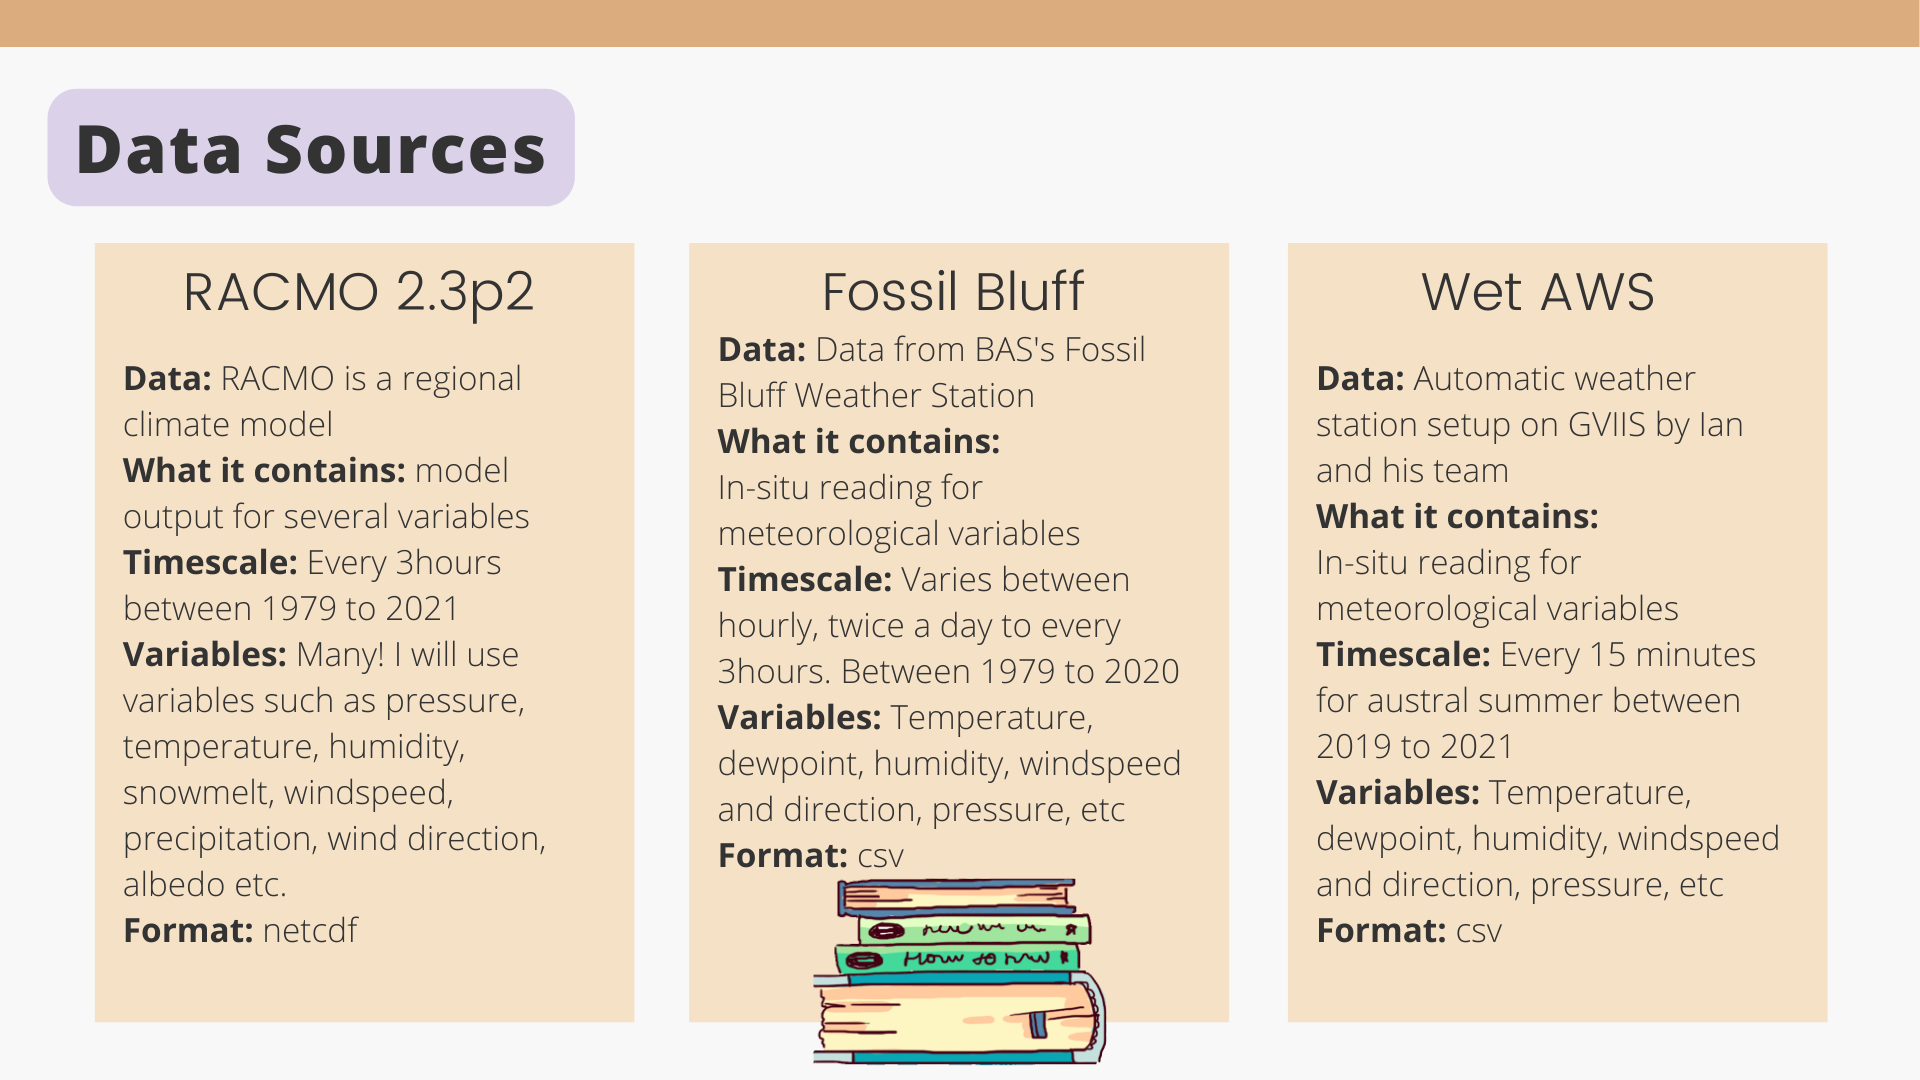 Data Sources
RACMO 2.3p2
Data: RACMO is a regional
climate model
What it contains: model
output for several variables
Timescale: Every 3hours
between 1979 to 2021
Variables: Many! I will use
variables such as pressure,
temperature, humidity,
snowmelt, windspeed,
precipitation, wind direction,
albedo etc.
Format: netcdf
Fossil Bluff
Data: Data from BAS's Fossil
Bluff Weather Station
What it contains:
In-situ reading for
meteorological variables
Timescale: Varies between
hourly, twice a day to every
3hours. Between 1979 to 2020
Variables: Temperature,
dewpoint, humidity, windspeed
and direction, pressure, etc
Format: csv
Wet AWS
Data: Automatic weather
station setup on GVIIS by Ian
and his team
What it contains:
In-situ reading for
meteorological variables
Timescale: Every 15 minutes
for austral summer between
2019 to 2021
Variables: Temperature,
dewpoint, humidity, windspeed
and direction, pressure, etc
Format: csv